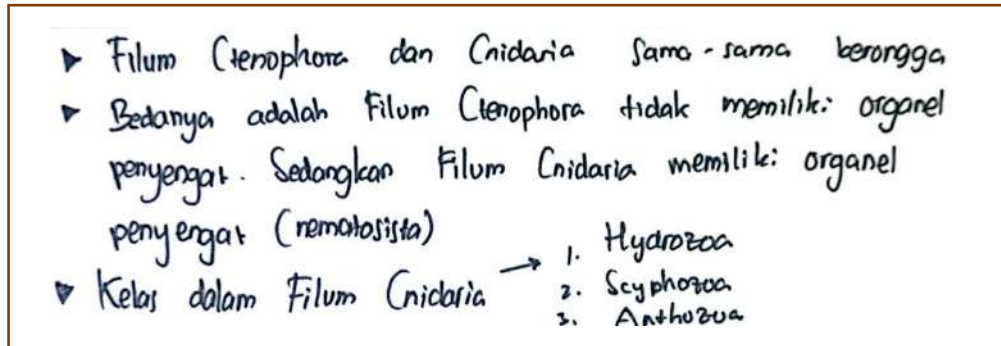 ▶ Filum Ctenophora dan Cnidaria sama-sama berongga
▶ Bedanya adalah Filum Ctenophora tidak memiliki organel
penyengat. Sedangkan Filum Cnidaria memiliki organel
penyengat (nematosista)
▶ Kelas dalam Filum Cnidaria → 1. Hydrozoa
2. Scyphozoa
3. Anthozoa